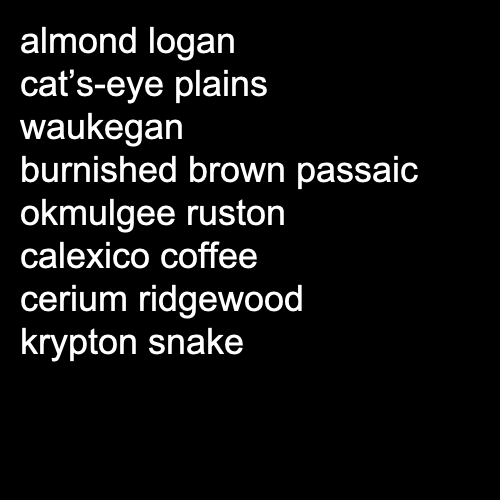 almond logan
cat’s-eye plains
waukegan
burnished brown passaic
okmulgee ruston
calexico coffee
cerium ridgewood
krypton snake